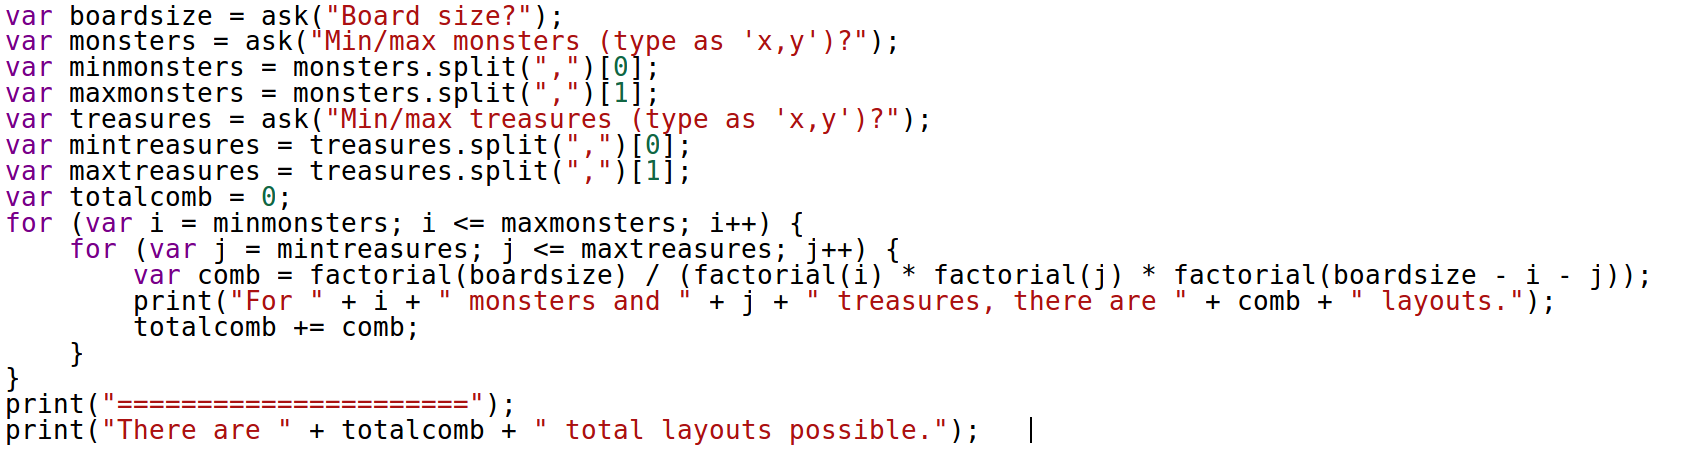 var boardsize = ask("Board size?");
var monsters = ask("Min/max monsters (type as 'x,y')?");
var minmonsters = monsters.split(",")[0];
var maxmonsters = monsters.split(",")[1];
var treasures = ask("Min/max treasures (type as 'x,y')?");
var mintreasures = treasures.split(",")[0];
var maxtreasures = treasures.split(",")[1];
var totalcomb = 0;
for (var i = minmonsters; i <= maxmonsters; i++) {
    for (var j = mintreasures; j <= maxtreasures; j++) {
        var comb = factorial(boardsize) / (factorial(i) * factorial(j) * factorial(boardsize - i - j));
        print("For " + i + " monsters and " + j + " treasures, there are " + comb + " layouts.");
        totalcomb += comb;
    }
}
print("======================");
print("There are " + totalcomb + " total layouts possible.");